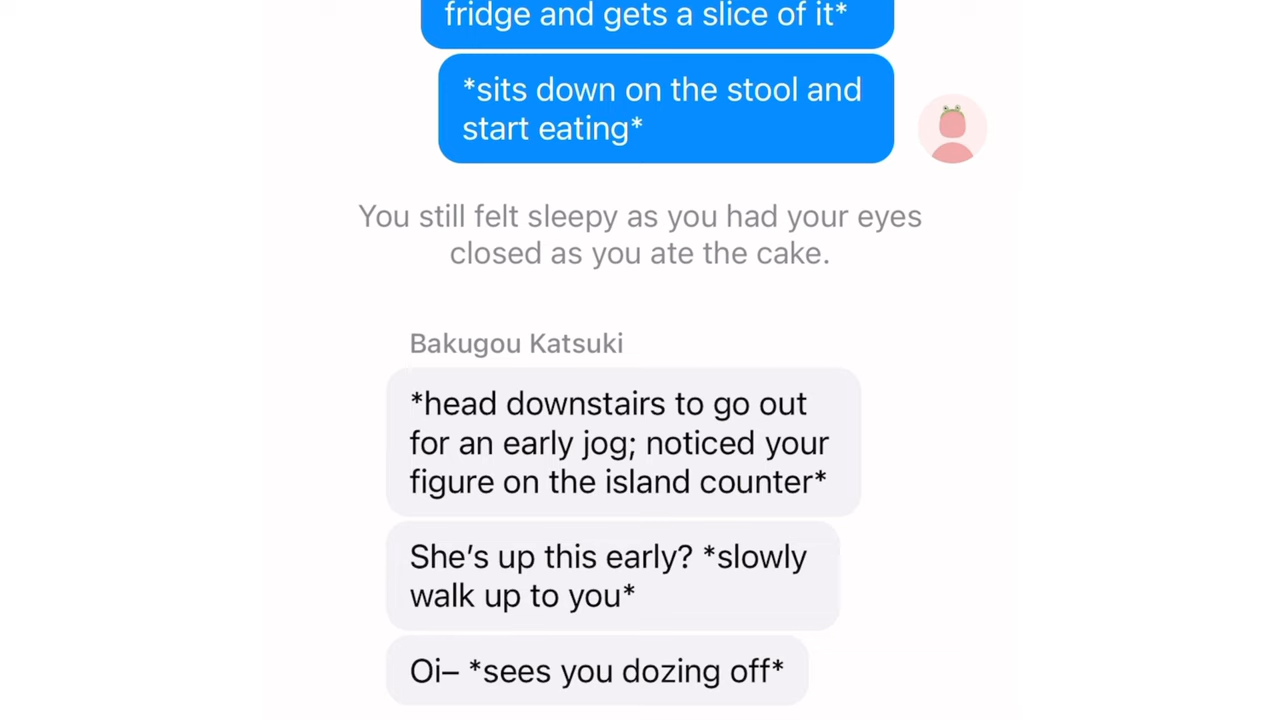 fridge and gets a slice of it*
*sits down on the stool and
start eating*
You still felt sleepy as you had your eyes
closed as you ate the cake.
Bakugou Katsuki
*head downstairs to go out
for an early jog; noticed your
figure on the island counter*
She’s up this early? *slowly
walk up to you*
Oi– *sees you dozing off*